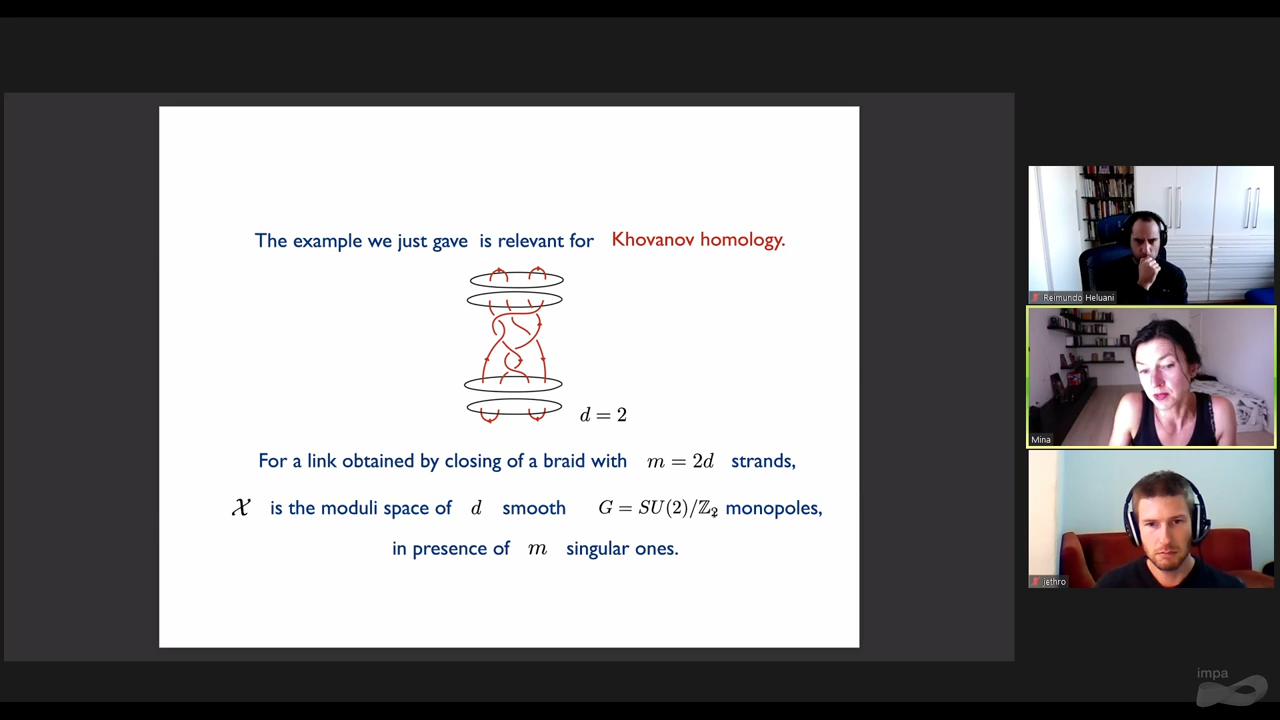 The example we just gave is relevant for Khovanov homology.
d = 2
For a link obtained by closing of a braid with m = 2d strands,
𝒳 is the moduli space of d smooth G = SU(2)/ℤ₂ monopoles,
in presence of m singular ones.
Reimundo Heluani
Mina
jethro
impa